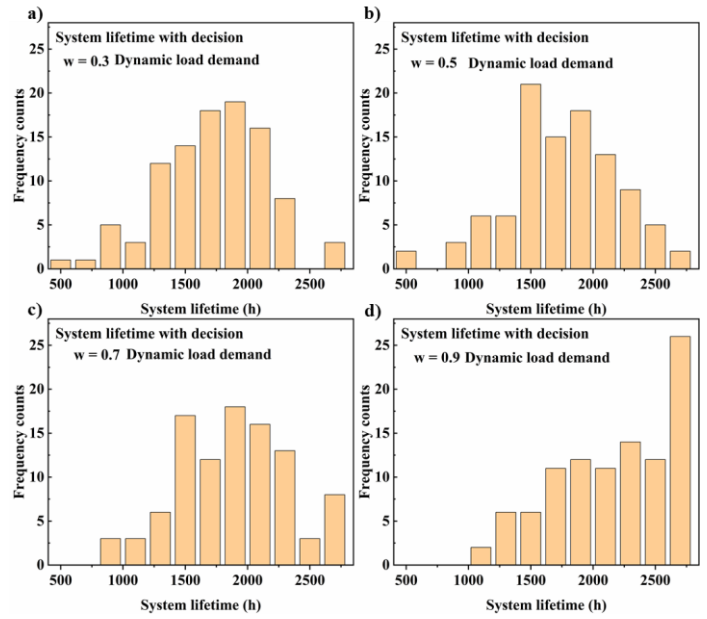 a)
System lifetime with decision
w = 0.3 Dynamic load demand
Frequency counts
25
20
15
10
5
0
500 1000 1500 2000 2500
System lifetime (h)
b)
System lifetime with decision
w = 0.5 Dynamic load demand
Frequency counts
25
20
15
10
5
0
500 1000 1500 2000 2500
System lifetime (h)
c)
System lifetime with decision
w = 0.7 Dynamic load demand
Frequency counts
25
20
15
10
5
0
500 1000 1500 2000 2500
System lifetime (h)
d)
System lifetime with decision
w = 0.9 Dynamic load demand
Frequency counts
25
20
15
10
5
0
500 1000 1500 2000 2500
System lifetime (h)